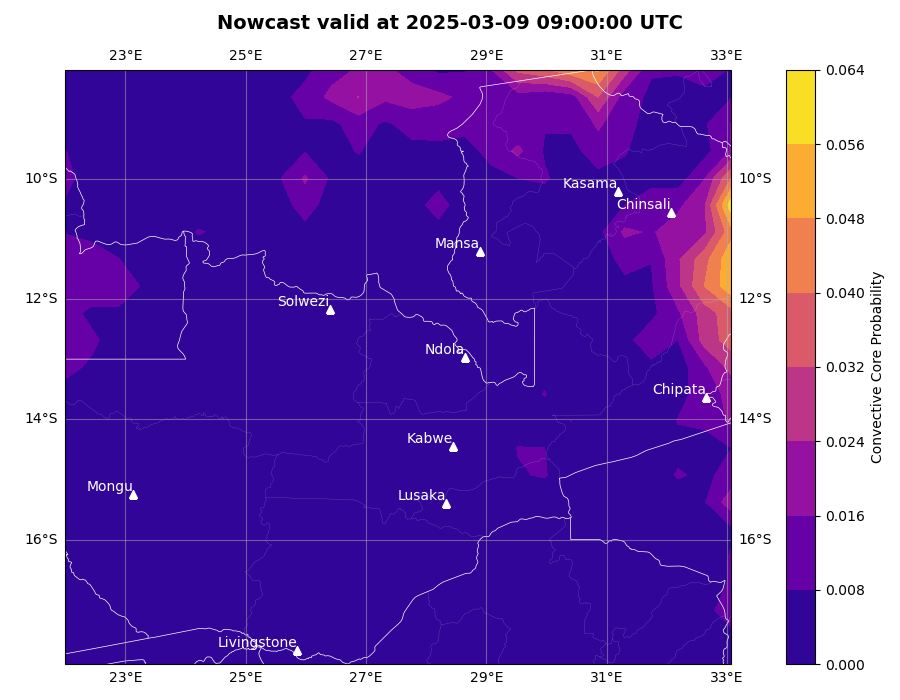 Nowcast valid at 2025-03-09 09:00:00 UTC
23°E 25°E 27°E 29°E 31°E 33°E
0.064
0.056
0.048
0.040
0.032
0.024
0.016
0.008
0.000
Convective Core Probability
10°S 10°S
12°S 12°S
14°S 14°S
16°S 16°S
Kasama
Chinsali
Mansa
Solwezi
Ndola
Chipata
Kabwe
Mongu
Lusaka
Livingstone
23°E 25°E 27°E 29°E 31°E 33°E